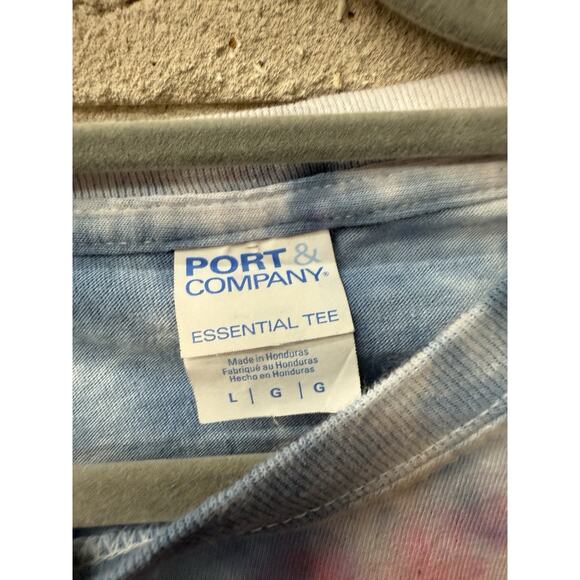 PORT &
COMPANY®
ESSENTIAL TEE
Made in Honduras
Fabriqué au Honduras
Hecho en Honduras
L | G | G